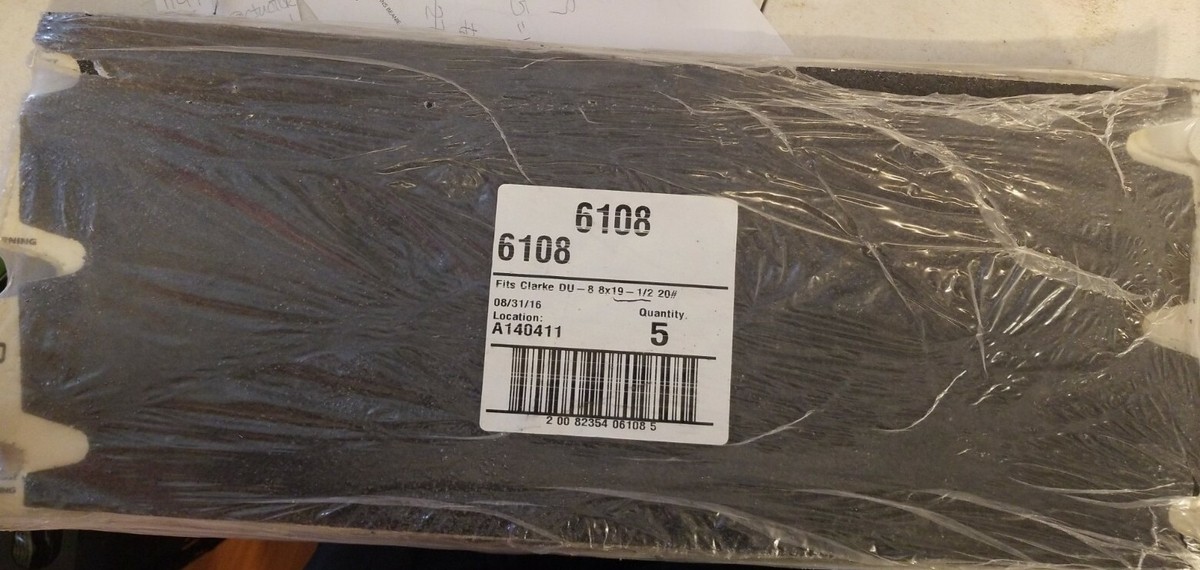 6108
6108
Fits Clarke DU-8 8x19-1/2 20#
08/31/16
Location:
Quantity.
A140411
5
2 00 82354 06108 5